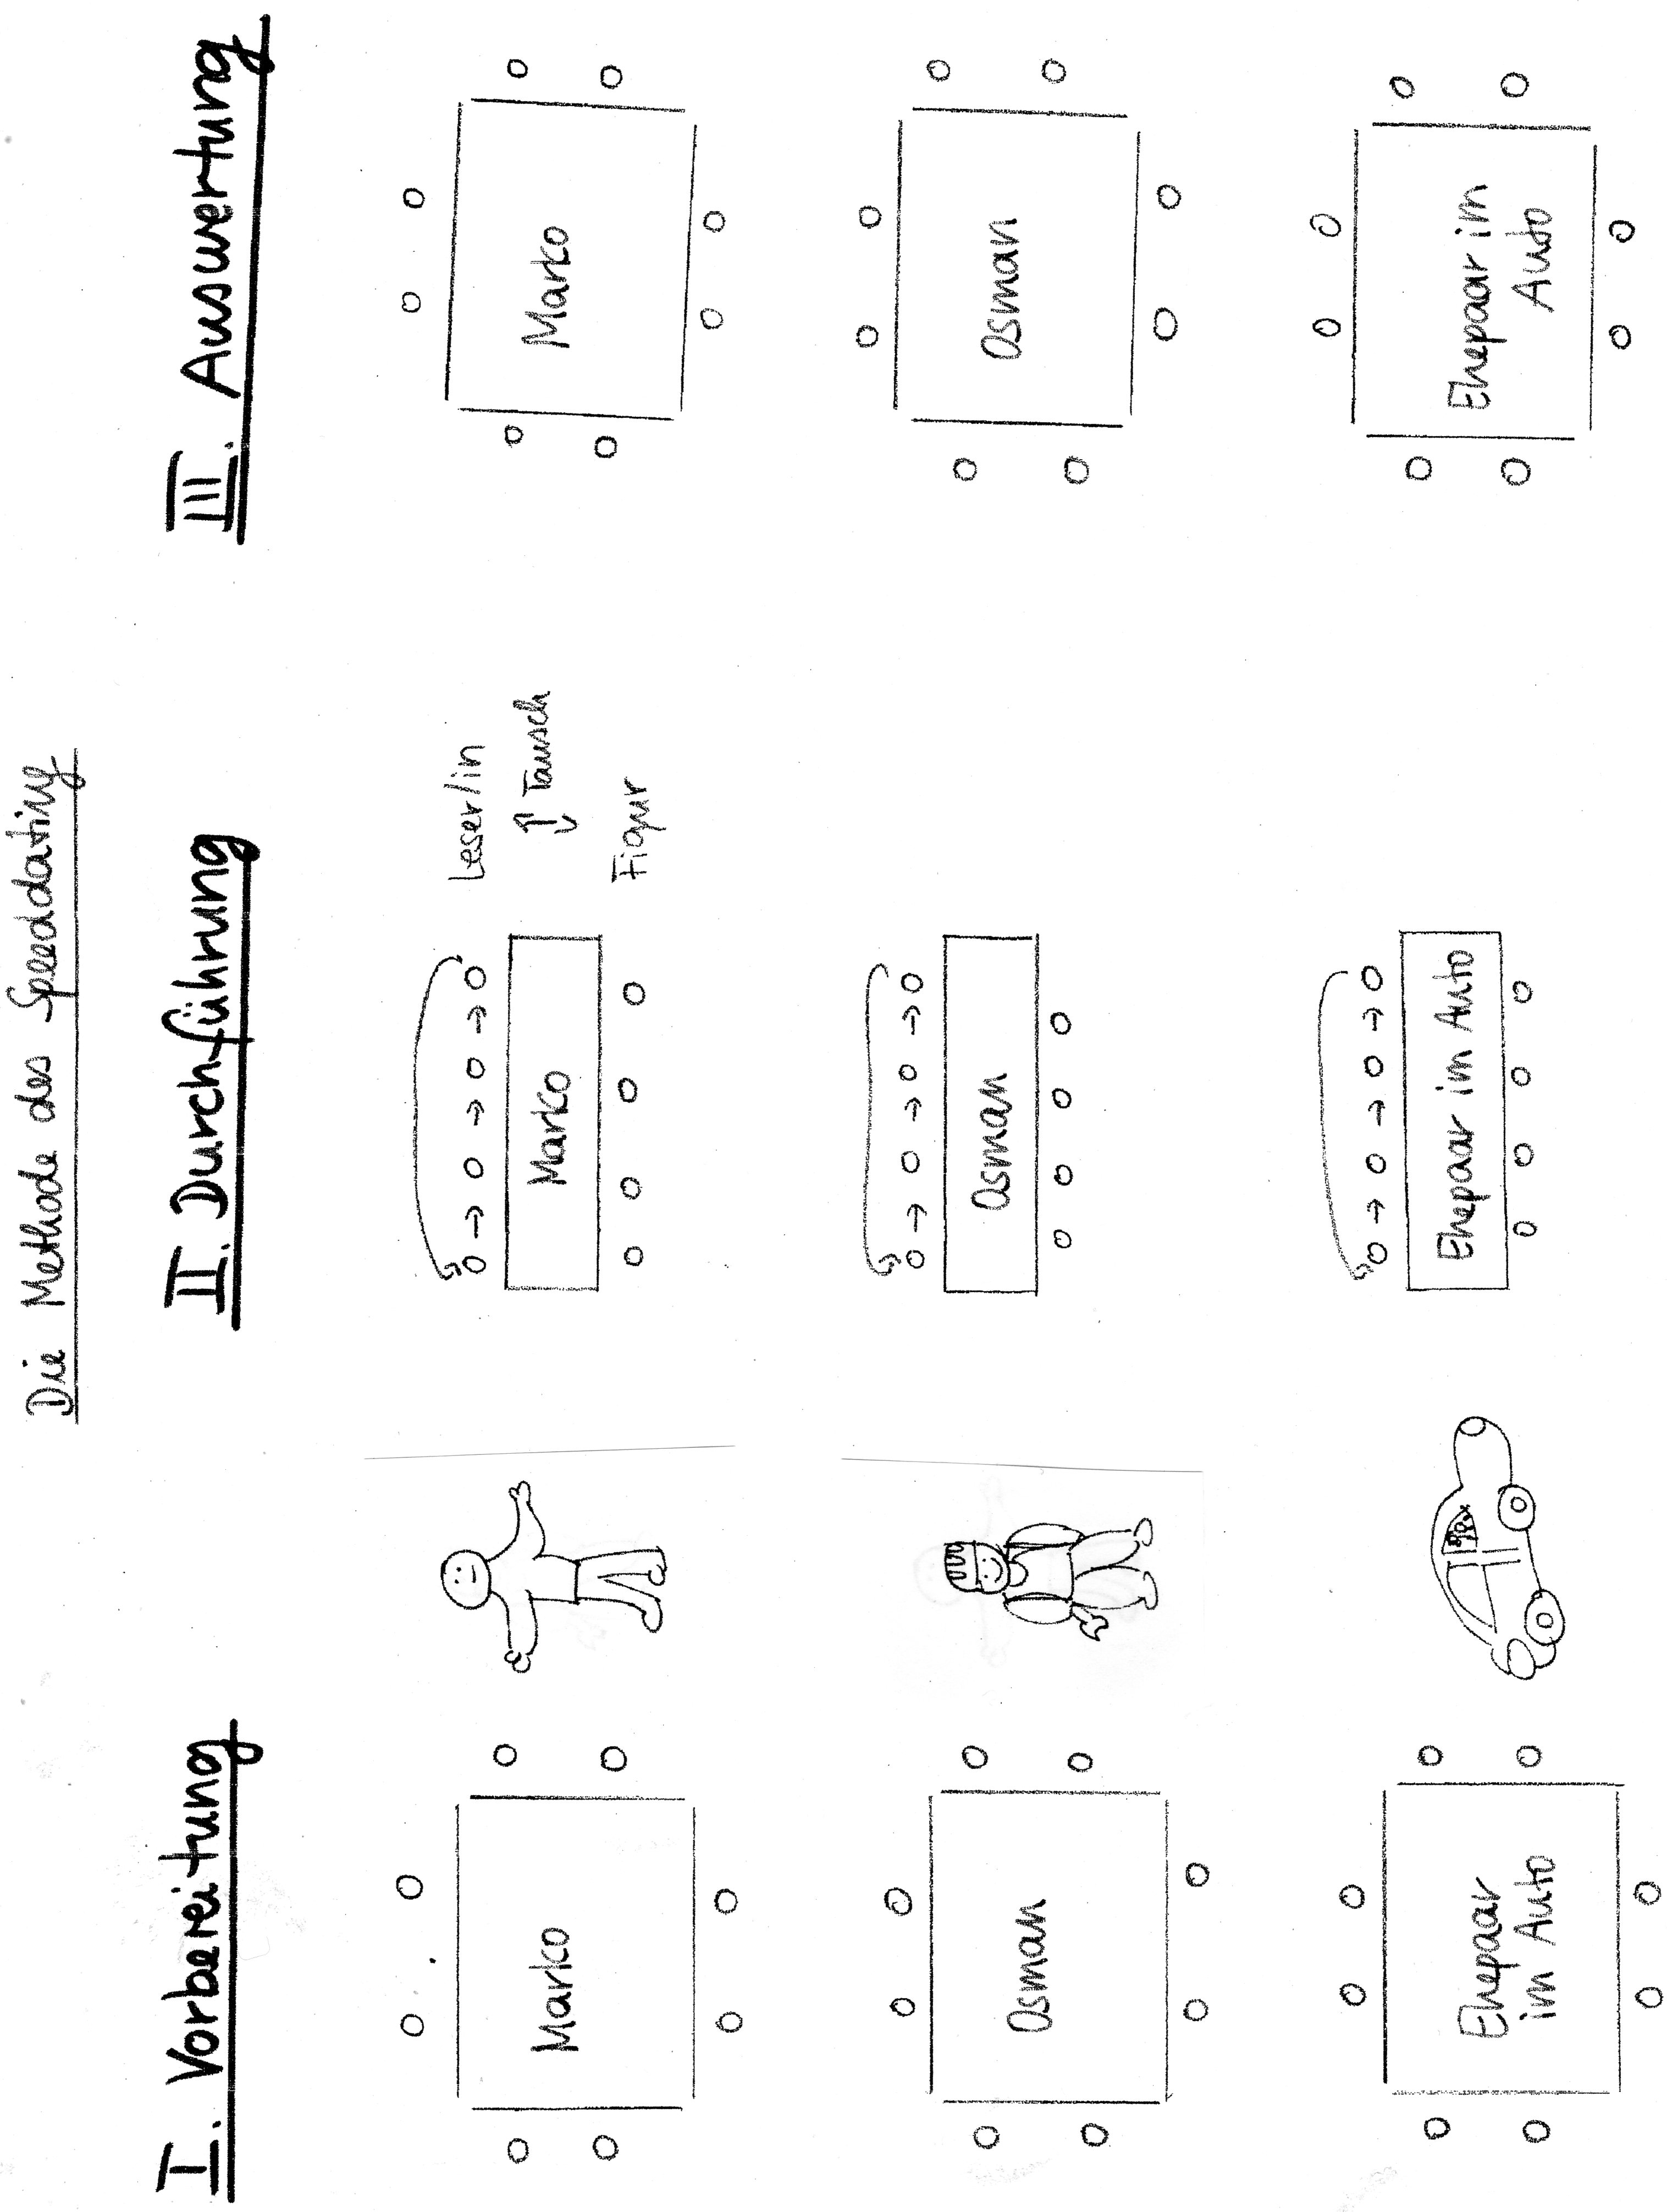 Die Methode des Speeddating
I. Vorbereitung
II. Durchführung
III. Auswertung
Marko
Marko
Leser/in
Tausch
Figur
Marko
Osman
Osman
Osman
Ehepaar
im Auto
Ehepaar im Auto
Ehepaar im
Auto